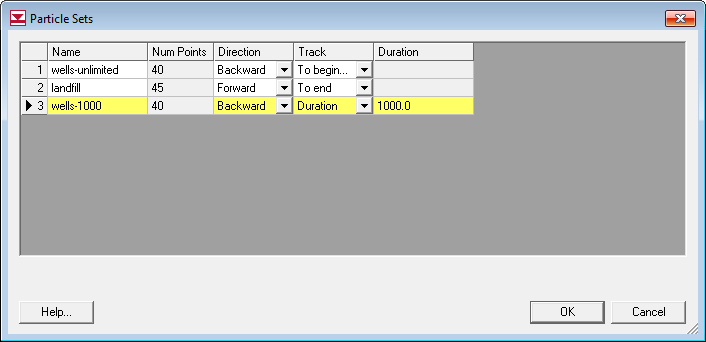 Particle Sets
Name Num Points Direction Track Duration
1 wells-unlimited 40 Backward To begin...
2 landfill 45 Forward To end
3 wells-1000 40 Backward Duration 1000.0
Help... OK Cancel